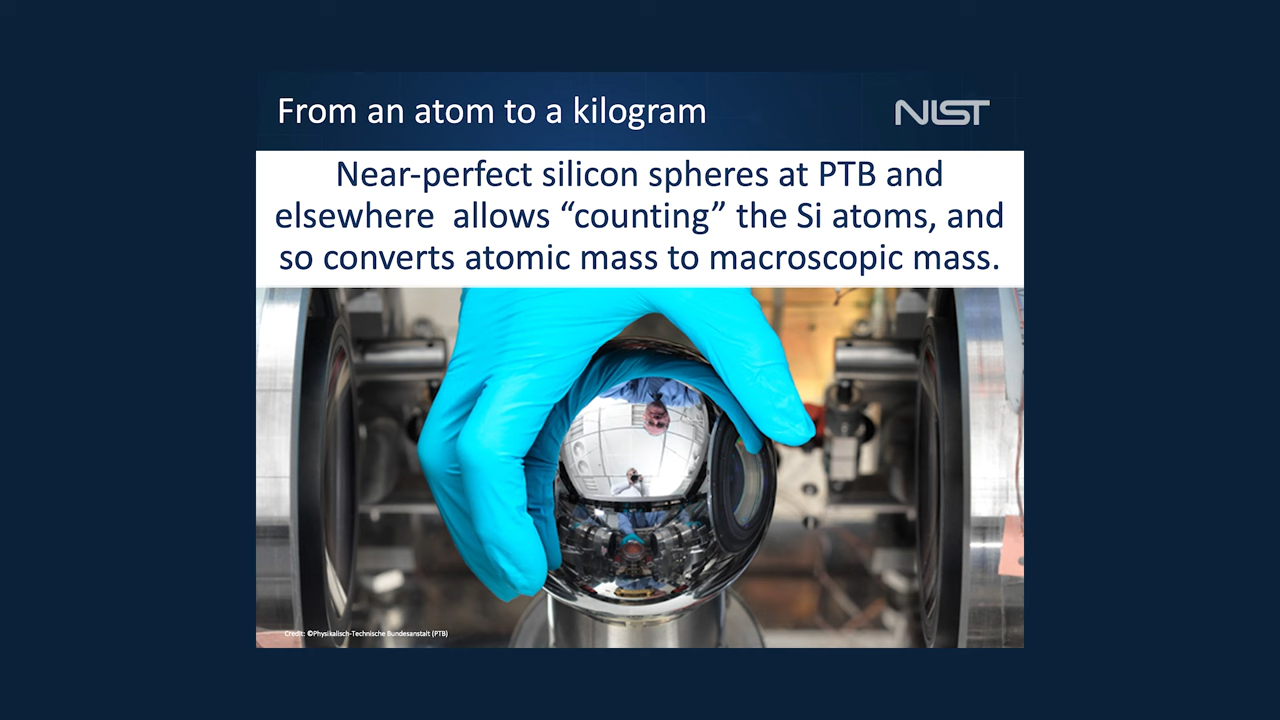 From an atom to a kilogram
NIST
Near-perfect silicon spheres at PTB and
elsewhere  allows “counting” the Si atoms, and
so converts atomic mass to macroscopic mass.
Credit: ©Physikalisch-Technische Bundesanstalt (PTB)